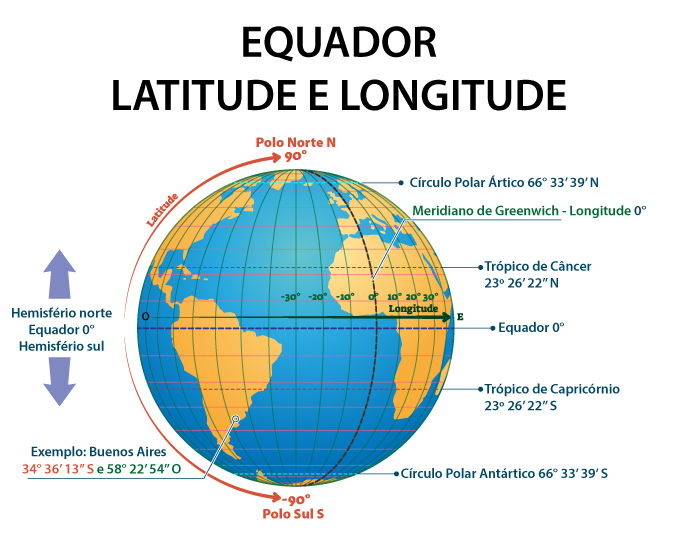 EQUADOR
LATITUDE E LONGITUDE
Polo Norte N
90°
Círculo Polar Ártico 66° 33’ 39’ N
Latitude
Meridiano de Greenwich - Longitude 0°
Trópico de Câncer
23º 26’ 22” N
-30° -20° -10° 0° 10° 20° 30°
Longitude
Hemisfério norte
Equador 0°
Hemisfério sul
O
E
Equador 0°
Trópico de Capricórnio
23º 26’ 22” S
Exemplo: Buenos Aires
34° 36’ 13” S e 58° 22’ 54” O
Círculo Polar Antártico 66° 33’ 39’ S
-90°
Polo Sul S